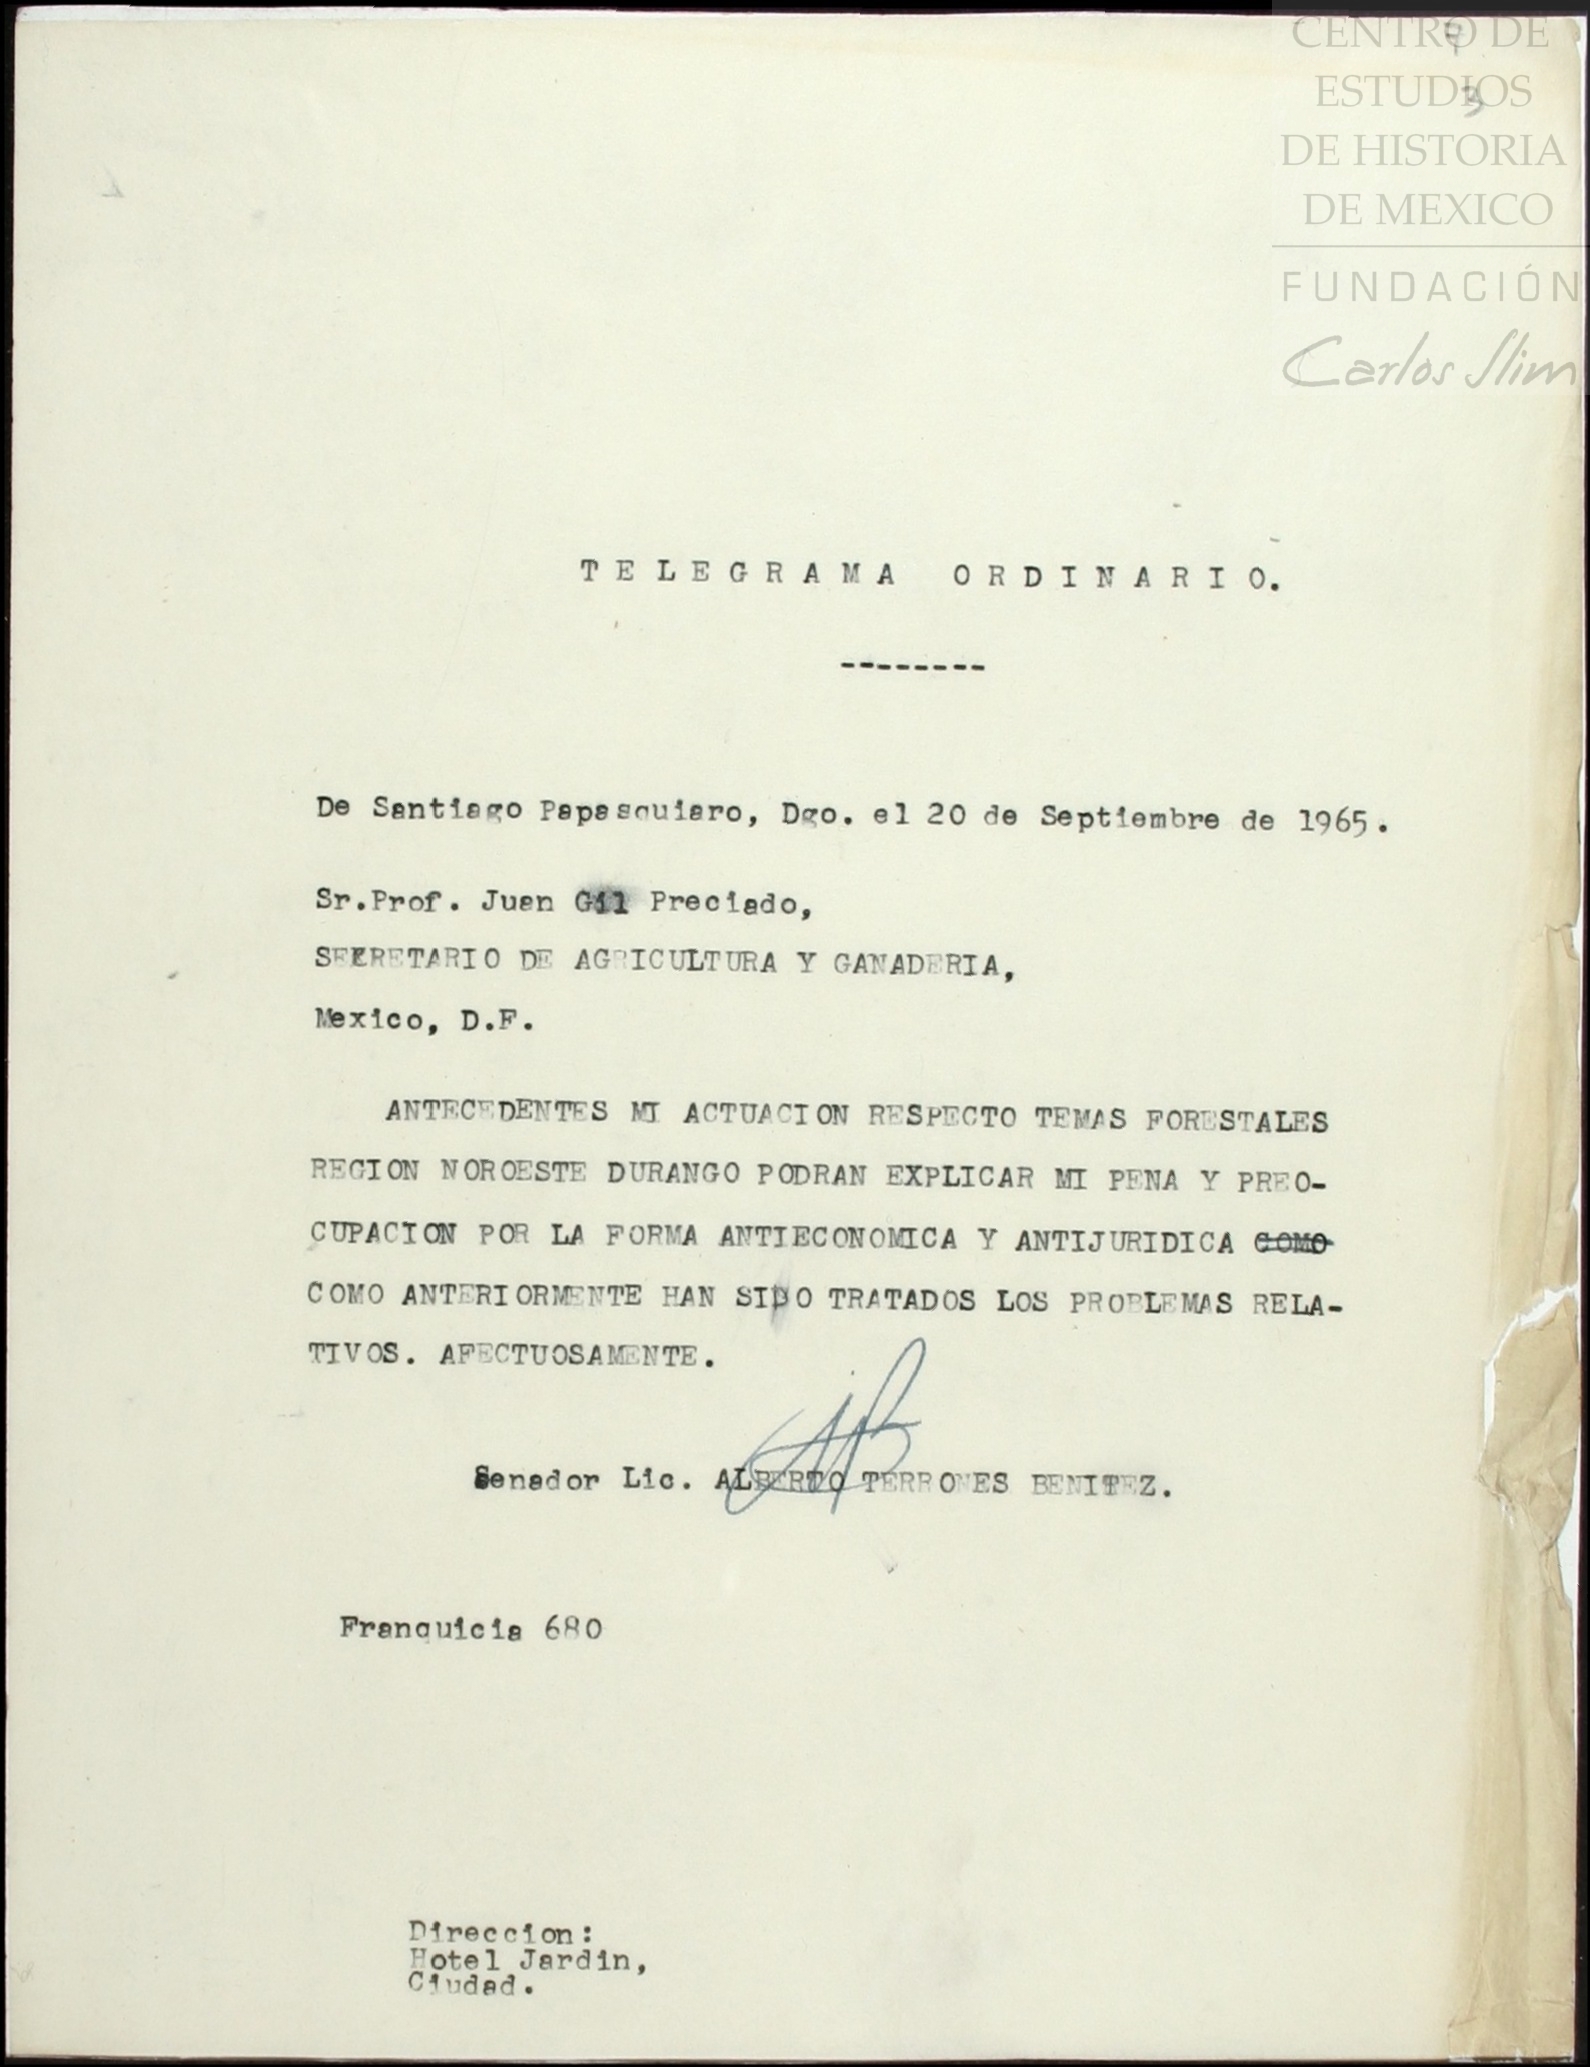 CENTRO DE
ESTUDIOS
DE HISTORIA
DE MEXICO
FUNDACIÓN
Carlos Slim
3
TELEGRAMA ORDINARIO.
--------
De Santiago Papasquiaro, Dgo. el 20 de Septiembre de 1965.
Sr.Prof. Juan Gil Preciado,
SECRETARIO DE AGRICULTURA Y GANADERIA,
Mexico, D.F.
ANTECEDENTES MI ACTUACION RESPECTO TEMAS FORESTALES
REGION NOROESTE DURANGO PODRAN EXPLICAR MI PENA Y PREO-
CUPACION POR LA FORMA ANTIECONOMICA Y ANTIJURIDICA COMO
COMO ANTERIORMENTE HAN SIDO TRATADOS LOS PROBLEMAS RELA-
TIVOS. AFECTUOSAMENTE.
Senador Lic. ALBERTO TERRONES BENITEZ.
Franquicia 680
Direccion:
Hotel Jardin,
Ciudad.